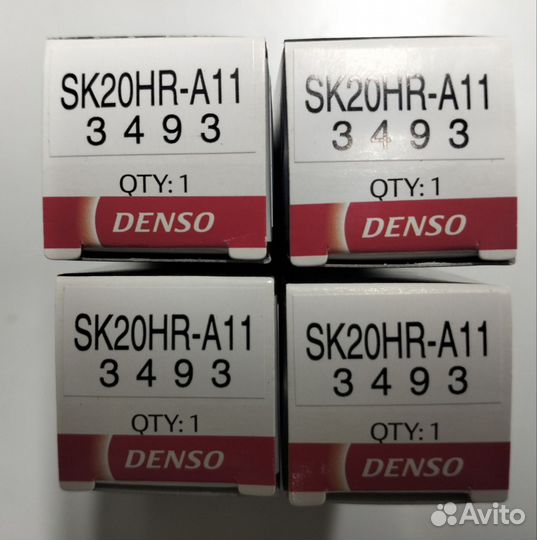 SK20HR-A11
3493
QTY: 1
DENSO
SK20HR-A11
3493
QTY: 1
DENSO
SK20HR-A11
3493
QTY: 1
DENSO
SK20HR-A11
3493
QTY: 1
DENSO
Avito